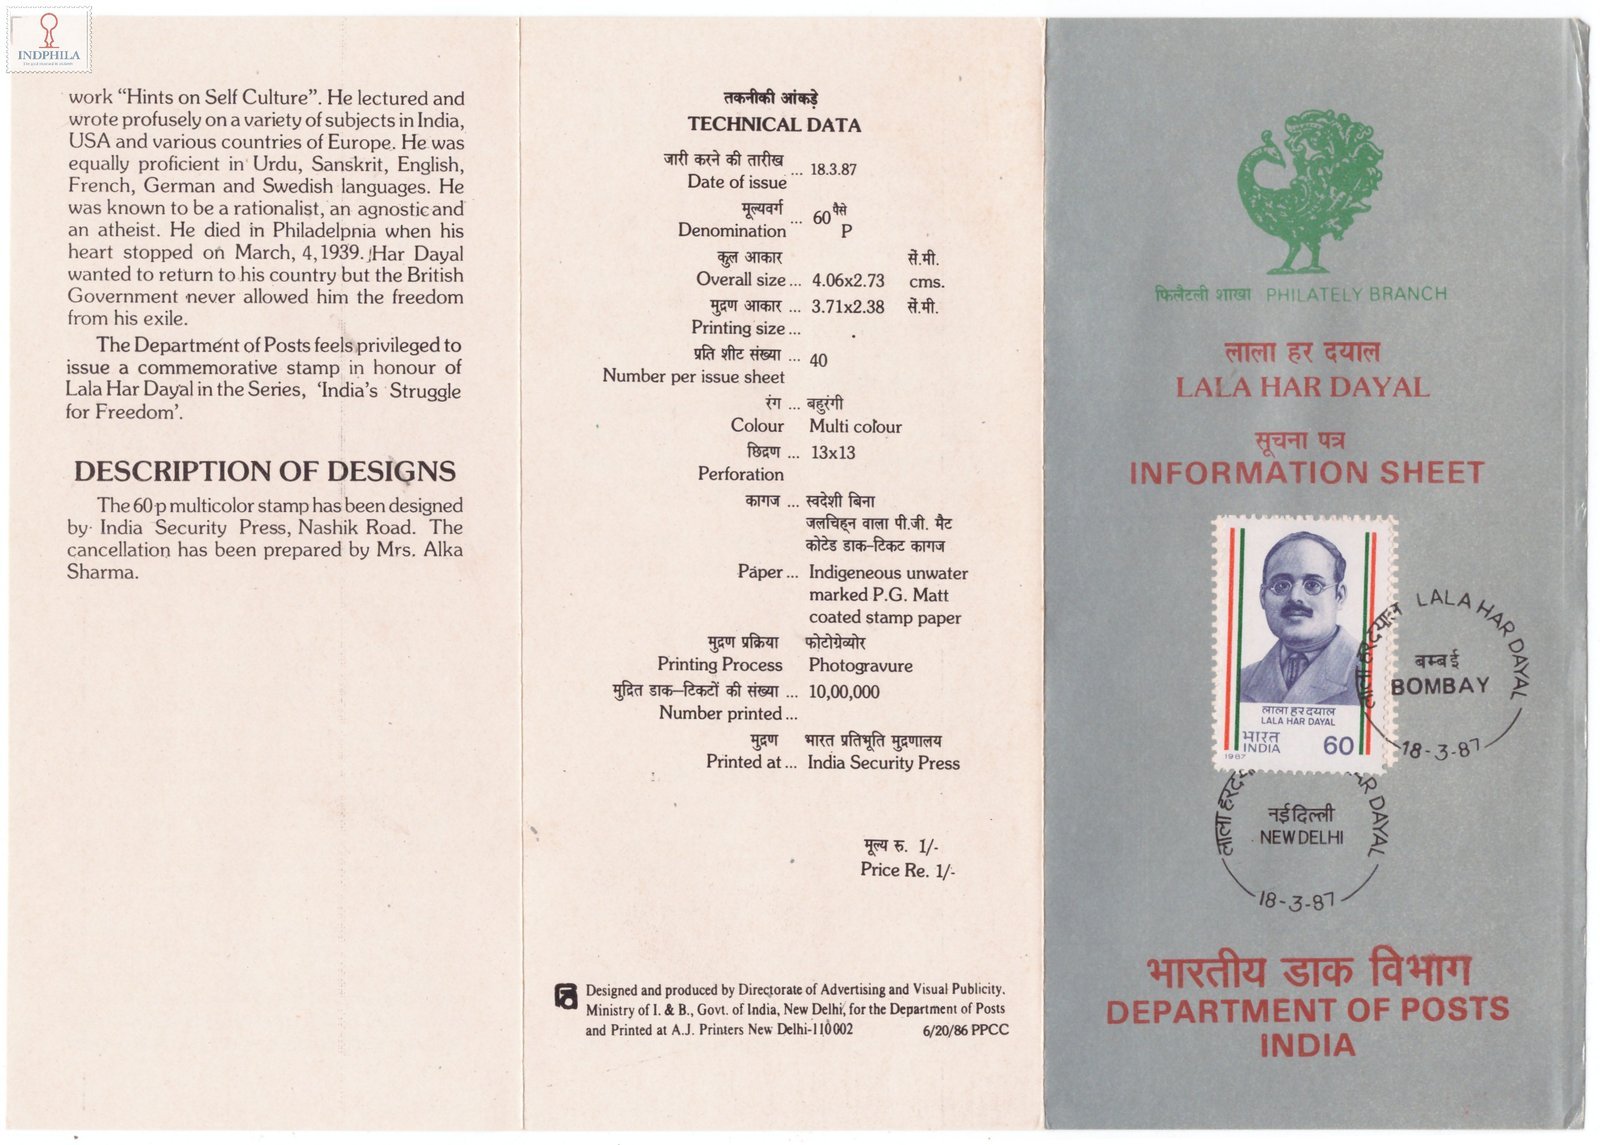 INDPHILA
work “Hints on Self Culture”. He lectured and
wrote profusely on a variety of subjects in India,
USA and various countries of Europe. He was
equally proficient in Urdu, Sanskrit, English,
French, German and Swedish languages. He
was known to be a rationalist, an agnostic and
an atheist. He died in Philadelpnia when his
heart stopped on March, 4, 1939. Har Dayal
wanted to return to his country but the British
Government never allowed him the freedom
from his exile.
The Department of Posts feels privileged to
issue a commemorative stamp in honour of
Lala Har Dayal in the Series, ‘India’s Struggle
for Freedom’.
DESCRIPTION OF DESIGNS
The 60 p multicolor stamp has been designed
by India Security Press, Nashik Road. The
cancellation has been prepared by Mrs. Alka
Sharma.
तकनीकी आंकड़े
TECHNICAL DATA
जारी करने की तारीख ... 18.3.87
Date of issue
मूल्यवर्ग ... 60 पैसे
Denomination P
कुल आकार सें.मी.
Overall size ... 4.06x2.73 cms.
मुद्रण आकार ... 3.71x2.38 सें.मी.
Printing size ...
प्रति शीट संख्या ... 40
Number per issue sheet
रंग ... बहुरंगी
Colour Multi colour
छिद्रण ... 13x13
Perforation
कागज ... स्वदेशी बिना
जलचिह्न वाला पी.जी. मैट
कोटेड डाक–टिकट कागज
Paper ... Indigeneous unwater
marked P.G. Matt
coated stamp paper
मुद्रण प्रक्रिया फोटोग्रेव्योर
Printing Process Photogravure
मुद्रित डाक–टिकटों की संख्या ... 10,00,000
Number printed ...
मुद्रण भारत प्रतिभूति मुद्रणालय
Printed at ... India Security Press
मूल्य रु. 1/-
Price Re. 1/-
Designed and produced by Directorate of Advertising and Visual Publicity.
Ministry of I. & B., Govt. of India, New Delhi, for the Department of Posts
and Printed at A.J. Printers New Delhi-110002 6/20/86 PPCC
फिलैटली शाखा PHILATELY BRANCH
लाला हर दयाल
LALA HAR DAYAL
सूचना पत्र
INFORMATION SHEET
लाला हरदयाल
LALA HAR DAYAL
भारत
INDIA 60
1987
लाला हरदयाल LALA HAR DAYAL
बम्बई
BOMBAY
18-3-87
लाला हरद
AR DAYAL
नई दिल्ली
NEW DELHI
18-3-87
भारतीय डाक विभाग
DEPARTMENT OF POSTS
INDIA